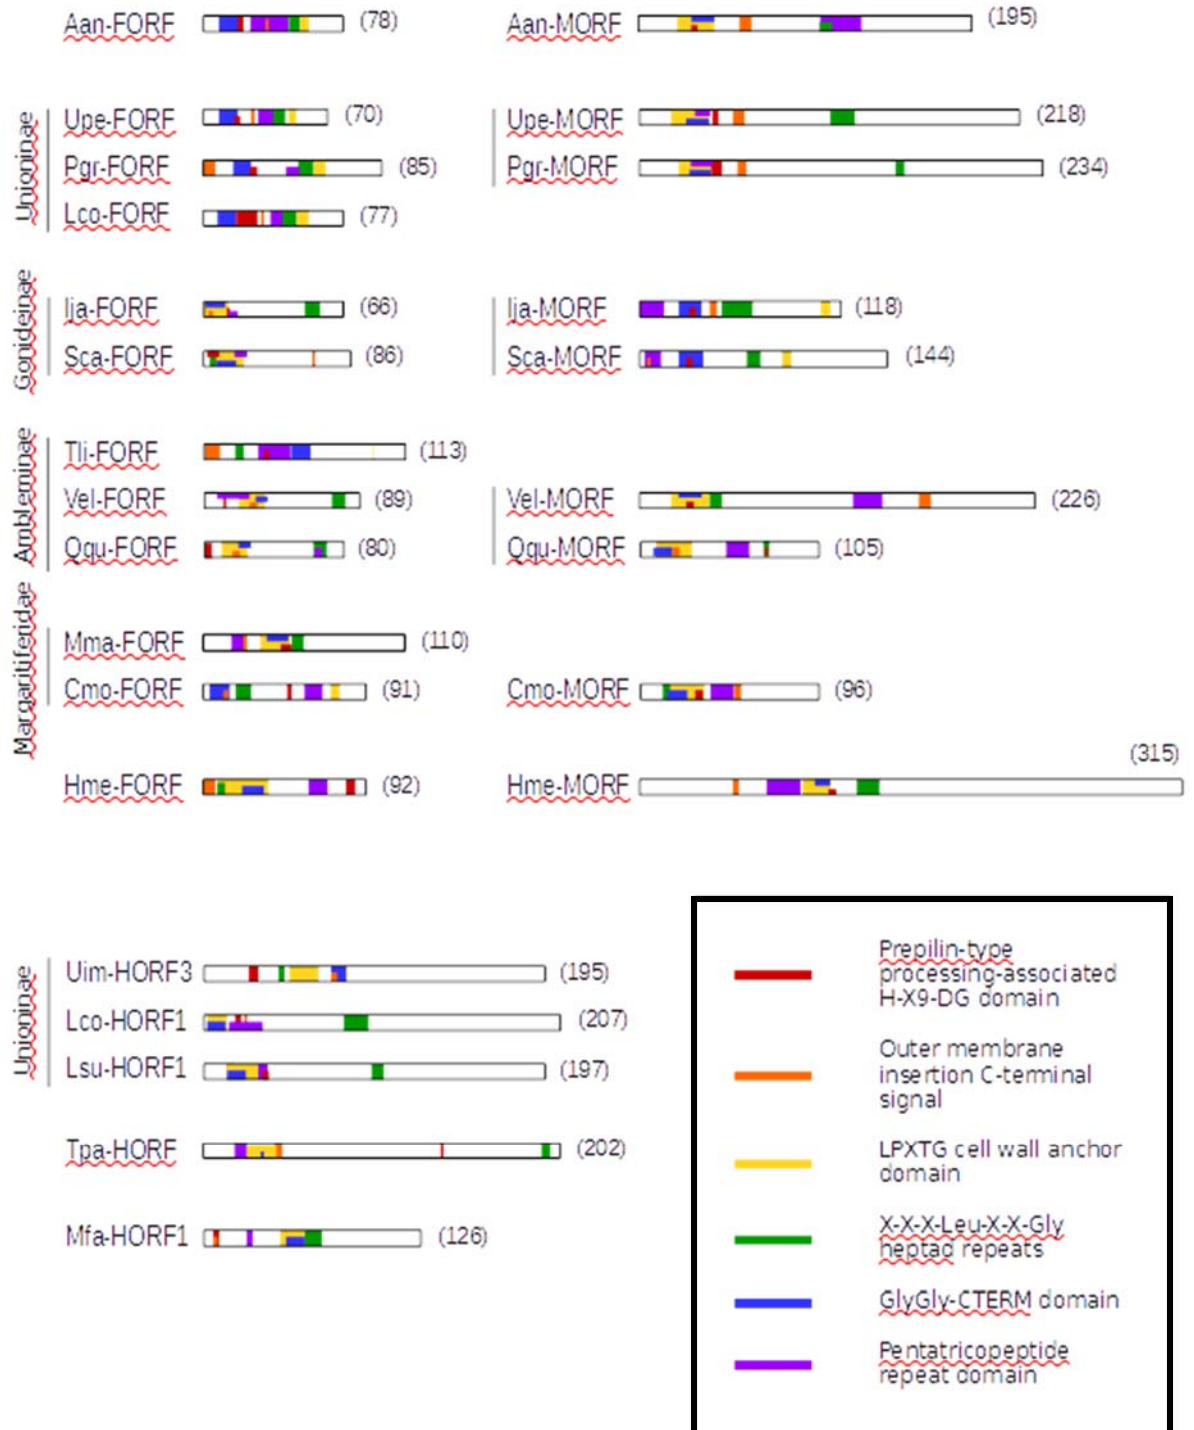 Aan-FORF (78) Aan-MORF (195)
Unioninae
Upe-FORF (70) Upe-MORF (218)
Pgr-FORF (85) Pgr-MORF (234)
Lco-FORF (77)
Gonideinae
Ija-FORF (66) Ija-MORF (118)
Sca-FORF (86) Sca-MORF (144)
Ambleminae
Tli-FORF (113)
Vel-FORF (89) Vel-MORF (226)
Qqu-FORF (80) Qqu-MORF (105)
Margaritiferidae
Mma-FORF (110)
Cmo-FORF (91) Cmo-MORF (96)
Hme-FORF (92) Hme-MORF (315)
Unioninae
Uim-HORF3 (195)
Lco-HORF1 (207)
Lsu-HORF1 (197)
Tpa-HORF (202)
Mfa-HORF1 (126)
Prepilin-type
processing-associated
H-X9-DG domain
Outer membrane
insertion C-terminal
signal
LPXTG cell wall anchor
domain
X-X-X-Leu-X-X-Gly
heptad repeats
GlyGly-CTERM domain
Pentatricopeptide
repeat domain